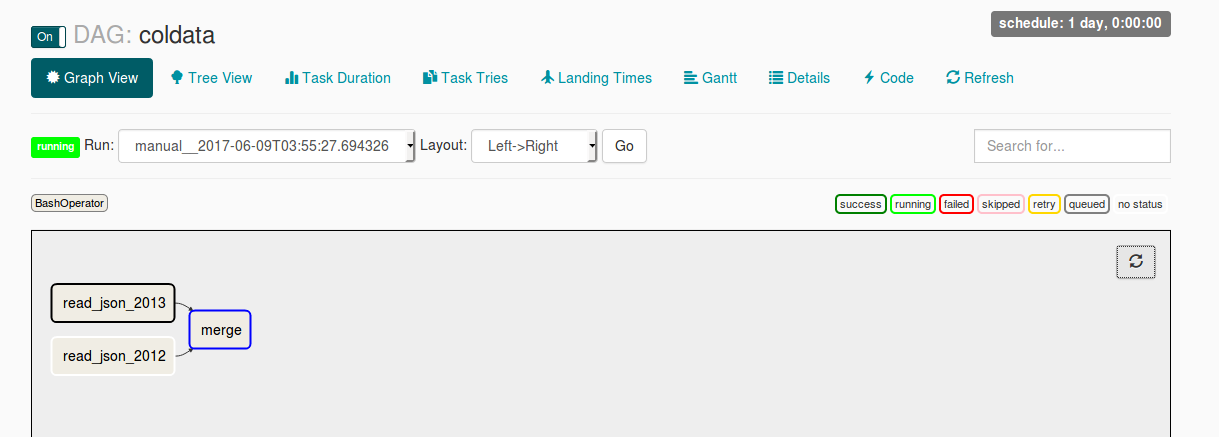 On DAG: coldata schedule: 1 day, 0:00:00
Graph View Tree View Task Duration Task Tries Landing Times Gantt Details Code Refresh
running Run: manual__2017-06-09T03:55:27.694326 Layout: Left->Right Go Search for...
BashOperator success running failed skipped retry queued no status
read_json_2013
merge
read_json_2012